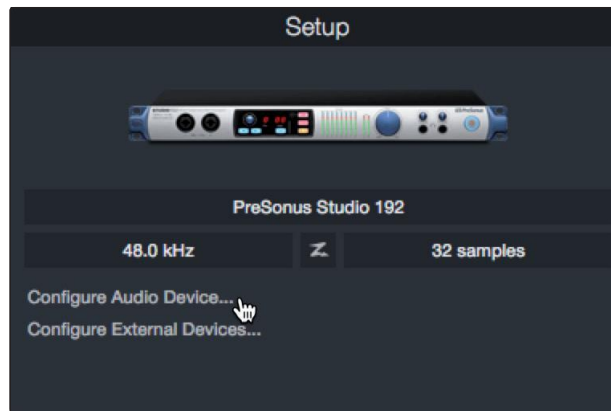 Setup
PreSonus Studio 192
48.0 kHz Z 32 samples
Configure Audio Device...
Configure External Devices...